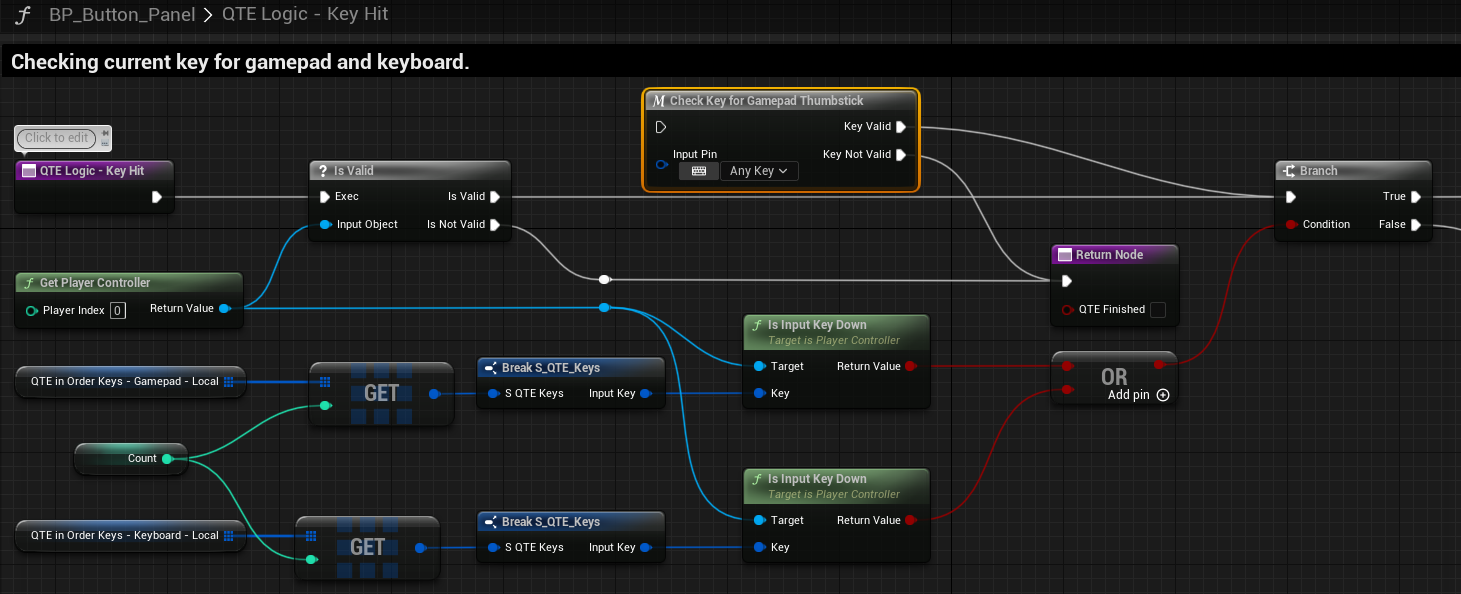 BP_Button_Panel > QTE Logic - Key Hit
Checking current key for gamepad and keyboard.
Click to edit
QTE Logic - Key Hit
Is Valid
Exec
Is Valid
Input Object
Is Not Valid
Check Key for Gamepad Thumbstick
Key Valid
Input Pin
Key Not Valid
Any Key
Branch
True
Condition
False
Get Player Controller
Player Index 0
Return Value
Return Node
QTE Finished
Is Input Key Down
Target is Player Controller
Target
Return Value
Key
QTE in Order Keys - Gamepad - Local
GET
Break S_QTE_Keys
S QTE Keys
Input Key
OR
Add pin
Count
Is Input Key Down
Target is Player Controller
Target
Return Value
Key
QTE in Order Keys - Keyboard - Local
GET
Break S_QTE_Keys
S QTE Keys
Input Key